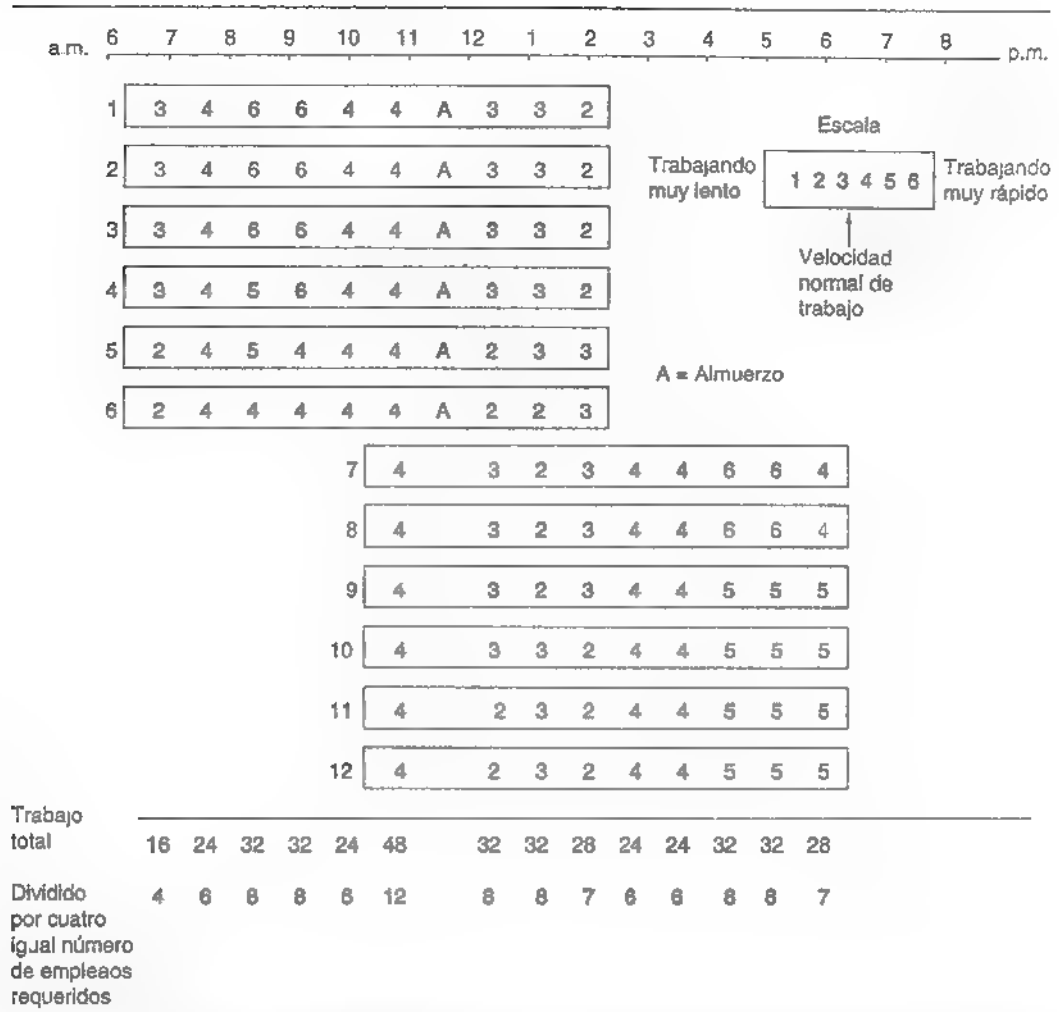 a.m. 6 7 8 9 10 11 12 1 2 3 4 5 6 7 8 p.m.
1 3 4 6 6 4 4 A 3 3 2
Escala
2 3 4 6 6 4 4 A 3 3 2
Trabajando muy lento
1 2 3 4 5 6
Trabajando muy rápido
3 3 4 6 6 4 4 A 3 3 2
Velocidad
normal de
trabajo
4 3 4 5 6 4 4 A 3 3 2
5 2 4 5 4 4 4 A 2 3 3
A = Almuerzo
6 2 4 4 4 4 4 A 2 2 3
7 4 3 2 3 4 4 6 6 4
8 4 3 2 3 4 4 6 6 4
9 4 3 2 3 4 4 5 5 5
10 4 3 3 2 4 4 5 5 5
11 4 2 3 2 4 4 5 5 5
12 4 2 3 2 4 4 5 5 5
Trabajo
total 16 24 32 32 24 48 32 32 28 24 24 32 32 28
Dividido 4 6 8 8 6 12 8 8 7 6 6 8 8 7
por cuatro
igual número
de empleaos
requeridos